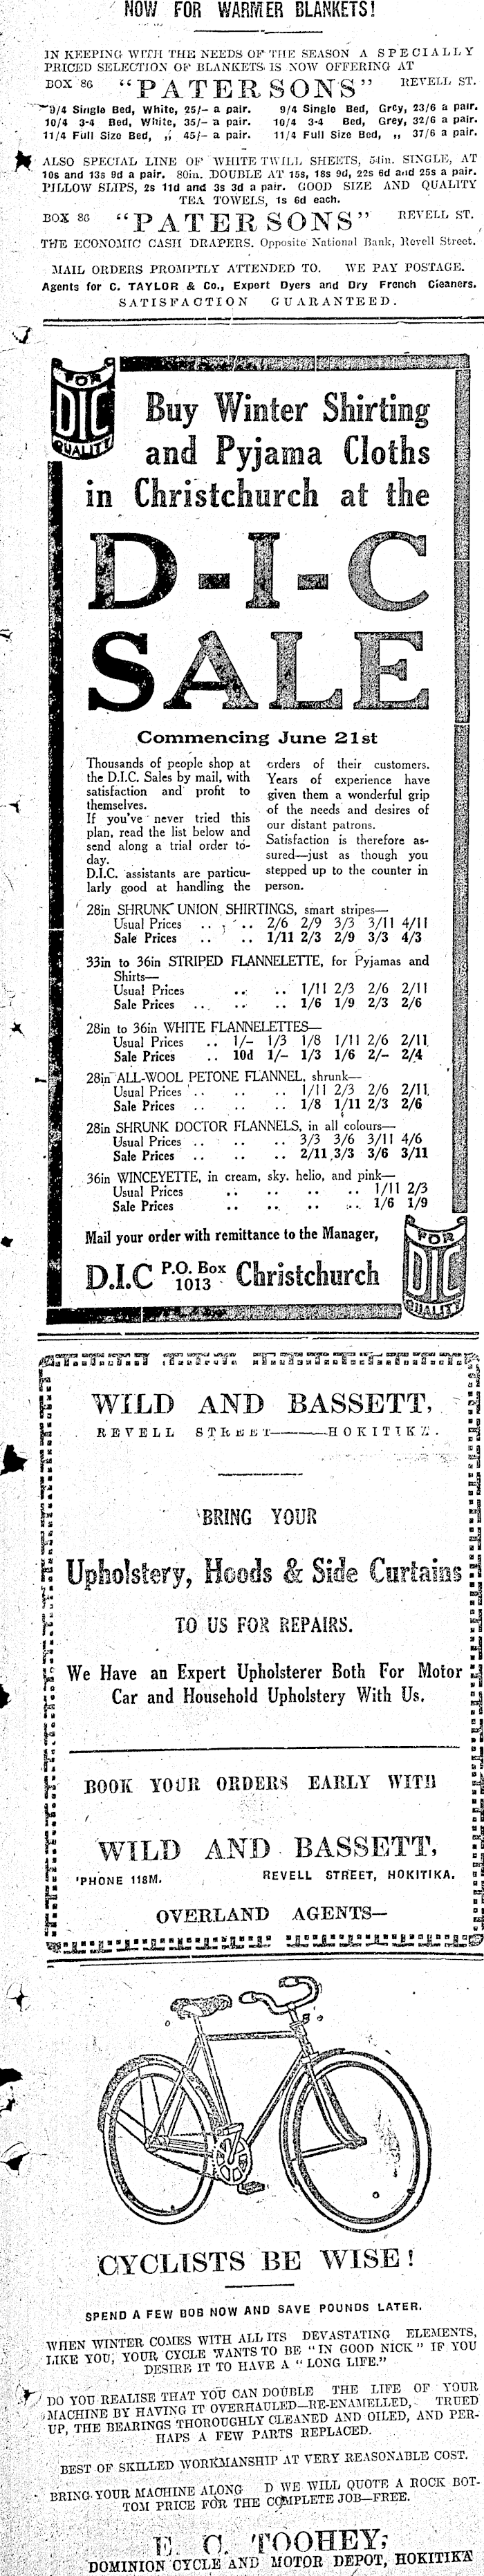 NOW FOR WARMER BLANKETS!
IN KEEPING WITH THE NEEDS OF THE SEASON A SPECIALLY
PRICED SELECTION OF BLANKETS IS NOW OFFERING AT
BOX 86 "PATERSONS" REVELL ST.
9/4 Single Bed, White, 25/- a pair. 9/4 Single Bed, Grey, 23/6 a pair.
10/4 3-4 Bed, White, 35/- a pair. 10/4 3-4 Bed, Grey, 32/6 a pair.
11/4 Full Size Bed, ,, 45/- a pair. 11/4 Full Size Bed, ,, 37/6 a pair.
ALSO SPECIAL LINE OF WHITE TWILL SHEETS, 54in. SINGLE, AT
10s and 13s 9d a pair. 80in. DOUBLE AT 15s, 18s 9d, 22s 6d and 25s a pair.
PILLOW SLIPS, 2s 11d and 3s 3d a pair. GOOD SIZE AND QUALITY
TEA TOWELS, 1s 6d each.
BOX 86 "PATERSONS" REVELL ST.
THE ECONOMIC CASH DRAPERS. Opposite National Bank, Revell Street.
MAIL ORDERS PROMPTLY ATTENDED TO. WE PAY POSTAGE.
Agents for C. TAYLOR & Co., Expert Dyers and Dry French Cleaners.
SATISFACTION GUARANTEED.
FOR
DIC
QUALITY
Buy Winter Shirting
and Pyjama Cloths
in Christchurch at the
D-I-C
SALE
Commencing June 21st
Thousands of people shop at
the D.I.C. Sales by mail, with
satisfaction and profit to
themselves.
If you've never tried this
plan, read the list below and
send along a trial order to-
day.
D.I.C. assistants are particu-
larly good at handling the
orders of their customers.
Years of experience have
given them a wonderful grip
of the needs and desires of
our distant patrons.
Satisfaction is therefore as-
sured—just as though you
stepped up to the counter in
person.
28in SHRUNK UNION SHIRTINGS, smart stripes—
Usual Prices .. .. 2/6 2/9 3/3 3/11 4/11
Sale Prices .. .. 1/11 2/3 2/9 3/3 4/3
33in to 36in STRIPED FLANNELETTE, for Pyjamas and
Shirts—
Usual Prices .. .. 1/11 2/3 2/6 2/11
Sale Prices .. .. .. 1/6 1/9 2/3 2/6
28in to 36in WHITE FLANNELETTES—
Usual Prices .. 1/- 1/3 1/8 1/11 2/6 2/11
Sale Prices .. 10d 1/- 1/3 1/6 2/- 2/4
28in ALL-WOOL PETONE FLANNEL, shrunk—
Usual Prices .. .. .. 1/11 2/3 2/6 2/11
Sale Prices .. .. .. 1/8 1/11 2/3 2/6
28in SHRUNK DOCTOR FLANNELS, in all colours—
Usual Prices .. .. .. 3/3 3/6 3/11 4/6
Sale Prices .. .. .. 2/11 3/3 3/6 3/11
36in WINCEYETTE, in cream, sky, helio, and pink—
Usual Prices .. .. .. .. 1/11 2/3
Sale Prices .. .. .. .. 1/6 1/9
Mail your order with remittance to the Manager,
D.I.C P.O. Box 1013 Christchurch
FOR
DIC
QUALITY
WILD AND BASSETT,
REVELL STREET———HOKITIKA.
BRING YOUR
Upholstery, Hoods & Side Curtains
TO US FOR REPAIRS.
We Have an Expert Upholsterer Both For Motor
Car and Household Upholstery With Us.
BOOK YOUR ORDERS EARLY WITH
WILD AND BASSETT,
'PHONE 118M. REVELL STREET, HOKITIKA.
OVERLAND AGENTS—
CYCLISTS BE WISE!
SPEND A FEW BOB NOW AND SAVE POUNDS LATER.
WHEN WINTER COMES WITH ALL ITS DEVASTATING ELEMENTS,
LIKE YOU, YOUR CYCLE WANTS TO BE "IN GOOD NICK" IF YOU
DESIRE IT TO HAVE A "LONG LIFE."
DO YOU REALISE THAT YOU CAN DOUBLE THE LIFE OF YOUR
MACHINE BY HAVING IT OVERHAULED—RE-ENAMELLED, TRUED
UP, THE BEARINGS THOROUGHLY CLEANED AND OILED, AND PER-
HAPS A FEW PARTS REPLACED.
BEST OF SKILLED WORKMANSHIP AT VERY REASONABLE COST.
BRING YOUR MACHINE ALONG D WE WILL QUOTE A ROCK BOT-
TOM PRICE FOR THE COMPLETE JOB—FREE.
E. C. TOOHEY,
DOMINION CYCLE AND MOTOR DEPOT, HOKITIKA